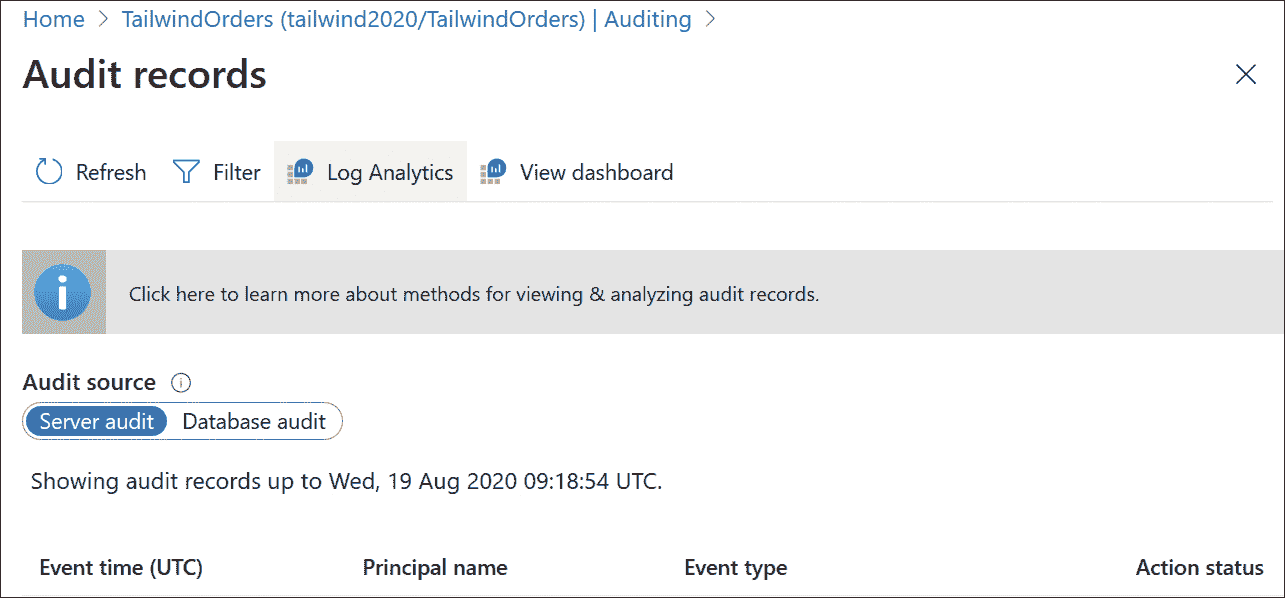 Home > TailwindOrders (tailwind2020/TailwindOrders) | Auditing >
Audit records
Refresh Filter Log Analytics View dashboard
Click here to learn more about methods for viewing & analyzing audit records.
Audit source
Server audit Database audit
Showing audit records up to Wed, 19 Aug 2020 09:18:54 UTC.
Event time (UTC) Principal name Event type Action status